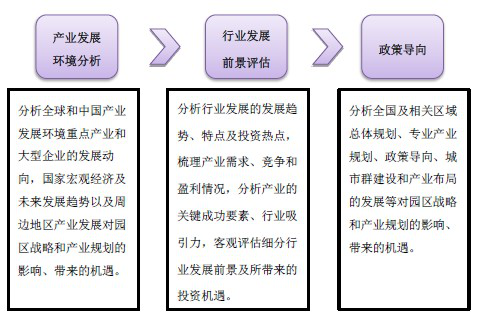 产业发展
环境分析
行业发展
前景评估
政策导向
分析全球和中国产业
发展环境重点产业和
大型企业的发展动
向，国家宏观经济及
未来发展趋势以及周
边地区产业发展对园
区战略和产业规划的
影响、带来的机遇。
分析行业发展的发展趋
势、特点及投资热点，
梳理产业需求、竞争和
盈利情况，分析产业的
关键成功要素、行业吸
引力，客观评估细分行
业发展前景及所带来的
投资机遇。
分析全国及相关区域
总体规划、专业产业
规划、政策导向、城
市群建设和产业布局
的发展等对园区战略
和产业规划的影响、
带来的机遇。